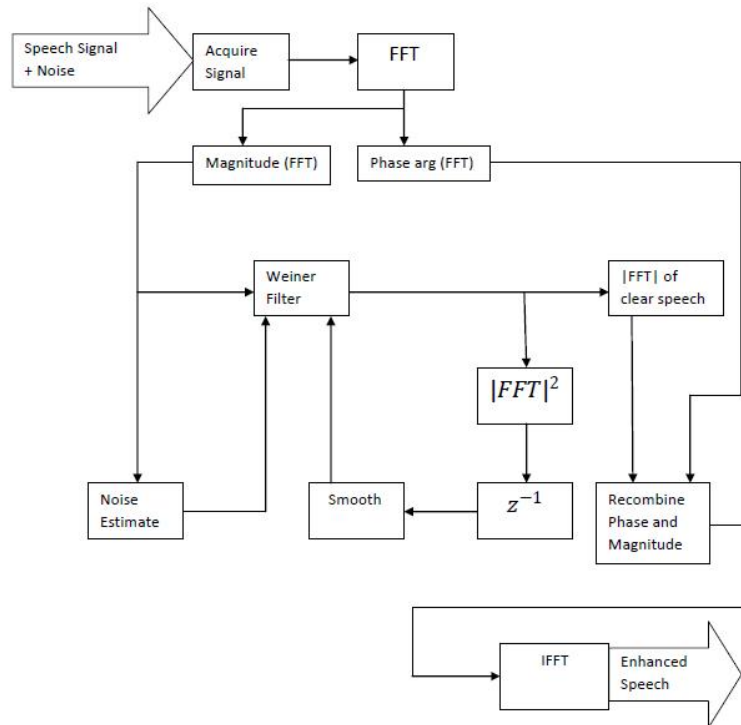 Speech Signal
+ Noise
Acquire
Signal
FFT
Magnitude (FFT)
Phase arg (FFT)
Weiner
Filter
|FFT| of
clear speech
|FFT|²
Noise
Estimate
Smooth
z⁻¹
Recombine
Phase and
Magnitude
IFFT
Enhanced
Speech